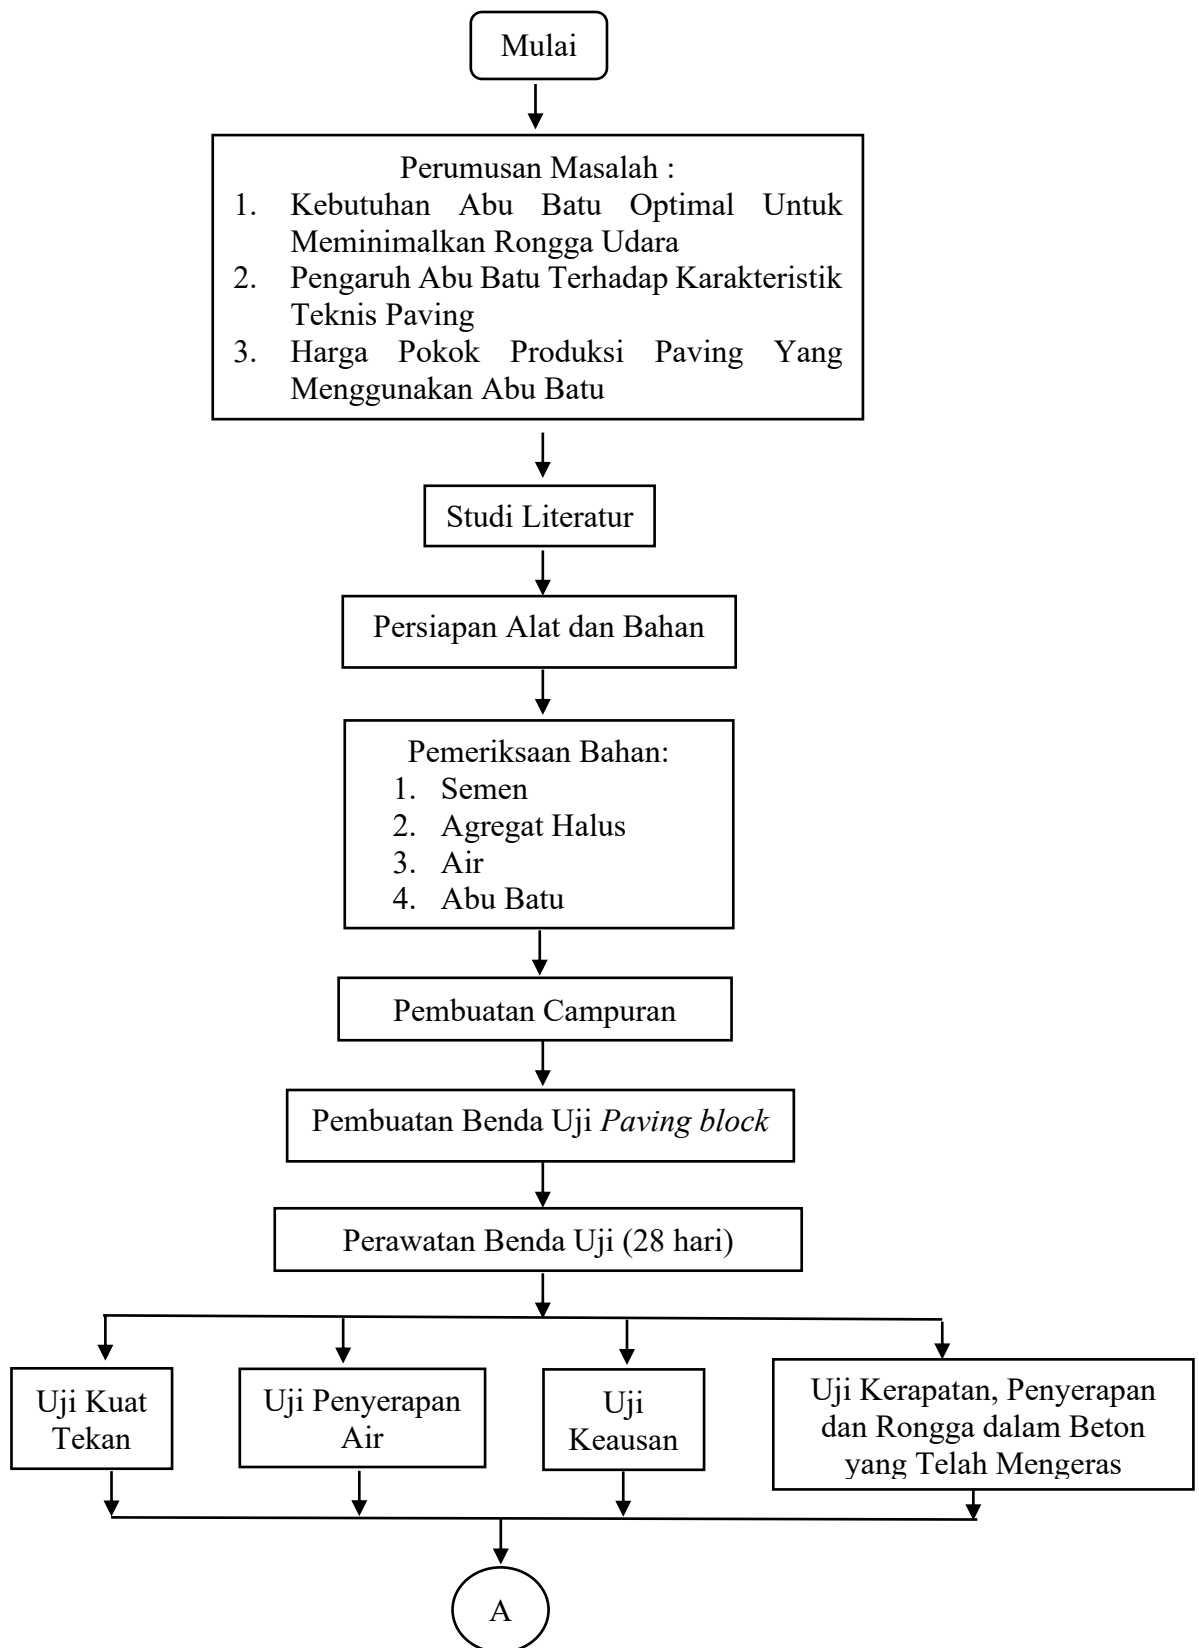 Mulai
Perumusan Masalah :
1. Kebutuhan Abu Batu Optimal Untuk
Meminimalkan Rongga Udara
2. Pengaruh Abu Batu Terhadap Karakteristik
Teknis Paving
3. Harga Pokok Produksi Paving Yang
Menggunakan Abu Batu
Studi Literatur
Persiapan Alat dan Bahan
Pemeriksaan Bahan:
1. Semen
2. Agregat Halus
3. Air
4. Abu Batu
Pembuatan Campuran
Pembuatan Benda Uji Paving block
Perawatan Benda Uji (28 hari)
Uji Kuat
Tekan
Uji Penyerapan
Air
Uji
Keausan
Uji Kerapatan, Penyerapan
dan Rongga dalam Beton
yang Telah Mengeras
A